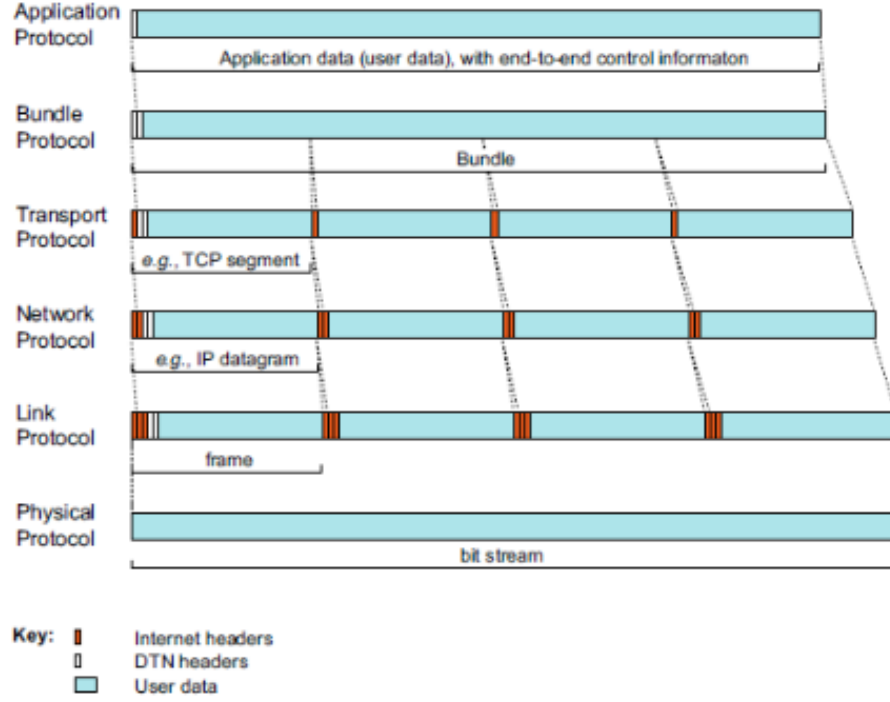 Application
Protocol
Application data (user data), with end-to-end control informaton
Bundle
Protocol
Bundle
Transport
Protocol
e.g., TCP segment
Network
Protocol
e.g., IP datagram
Link
Protocol
frame
Physical
Protocol
bit stream
Key:
Internet headers
DTN headers
User data